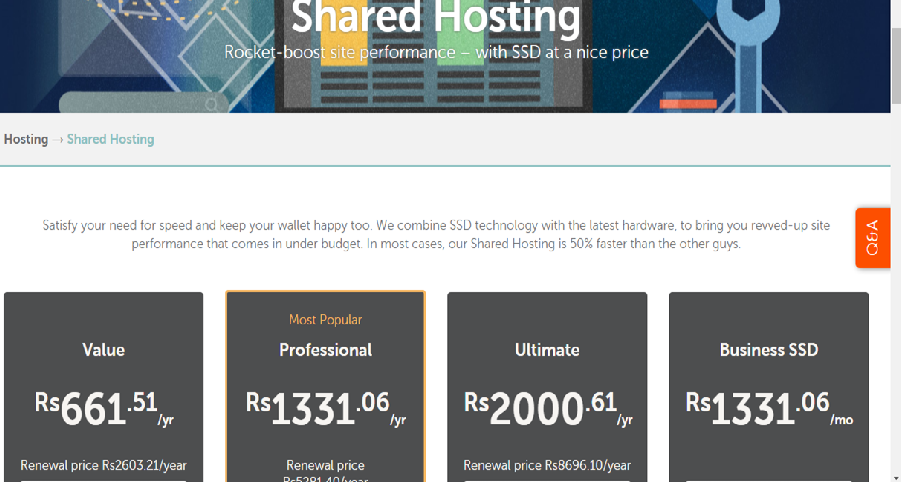 Shared Hosting
Rocket-boost site performance – with SSD at a nice price
Hosting → Shared Hosting
Satisfy your need for speed and keep your wallet happy too. We combine SSD technology with the latest hardware, to bring you revved-up site
performance that comes in under budget. In most cases, our Shared Hosting is 50% faster than the other guys.
Q&A
Value
Rs661.51/yr
Renewal price Rs2603.21/year
Most Popular
Professional
Rs1331.06/yr
Renewal price
Rs5281.40/year
Ultimate
Rs2000.61/yr
Renewal price Rs8696.10/year
Business SSD
Rs1331.06/mo